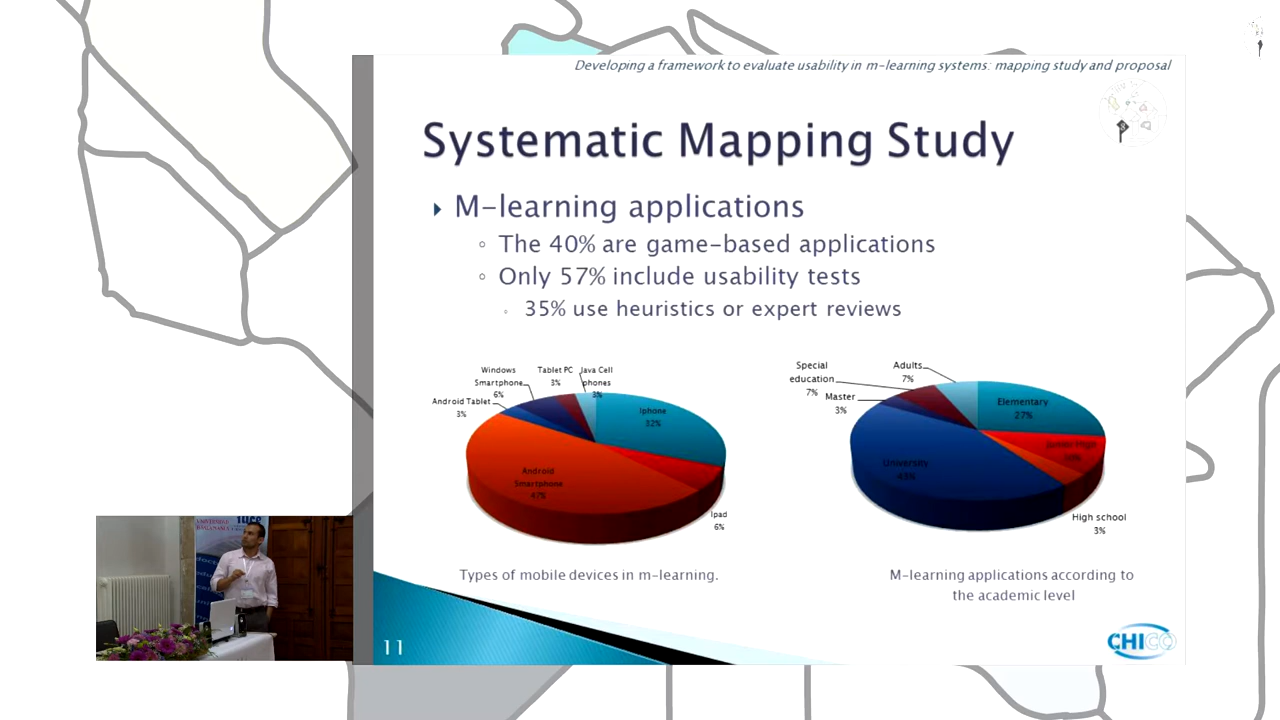 Developing a framework to evaluate usability in m-learning systems: mapping study and proposal
Systematic Mapping Study
M-learning applications
The 40% are game-based applications
Only 57% include usability tests
35% use heuristics or expert reviews
Windows
Smartphone
6%
Tablet PC
3%
Java Cell
phones
3%
Android Tablet
3%
Iphone
32%
Android
Smartphone
47%
Ipad
6%
Types of mobile devices in m-learning.
Special
education
7%
Adults
7%
Master
3%
Elementary
27%
University
43%
High school
3%
M-learning applications according to
the academic level
11
CHICO